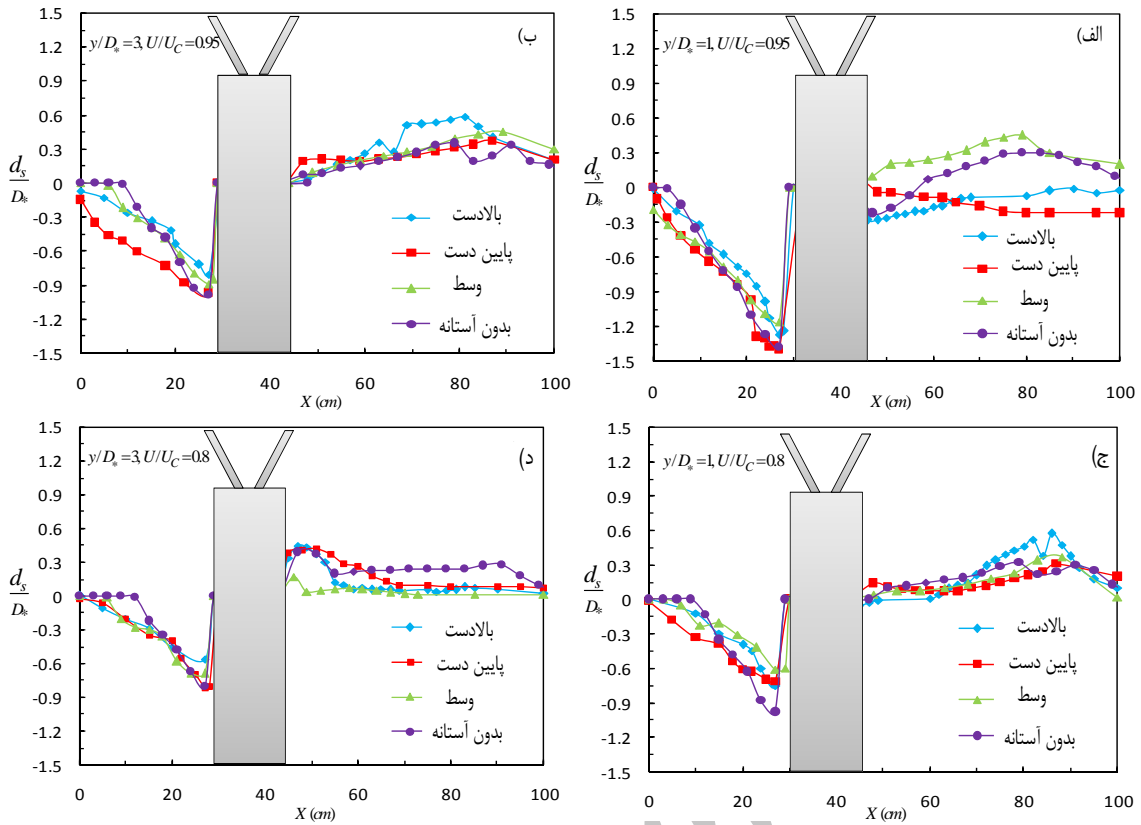 الف)
y/D* =1, U/UC=0.95
1.5
1.2
0.9
0.6
0.3
0
-0.3
-0.6
-0.9
-1.2
-1.5
ds/D*
بالادست
پایین دست
وسط
بدون آستانه
0 20 40 60 80 100
X (cm)
ب)
y/D* =3, U/UC=0.95
1.5
1.2
0.9
0.6
0.3
0
-0.3
-0.6
-0.9
-1.2
-1.5
ds/D*
بالادست
پایین دست
وسط
بدون آستانه
0 20 40 60 80 100
X (cm)
ج)
y/D* =1, U/UC=0.8
1.5
1.2
0.9
0.6
0.3
0
-0.3
-0.6
-0.9
-1.2
-1.5
ds/D*
بالادست
پایین دست
وسط
بدون آستانه
0 20 40 60 80 100
X (cm)
د)
y/D* =3, U/UC=0.8
1.5
1.2
0.9
0.6
0.3
0
-0.3
-0.6
-0.9
-1.2
-1.5
ds/D*
بالادست
پایین دست
وسط
بدون آستانه
0 20 40 60 80 100
X (cm)